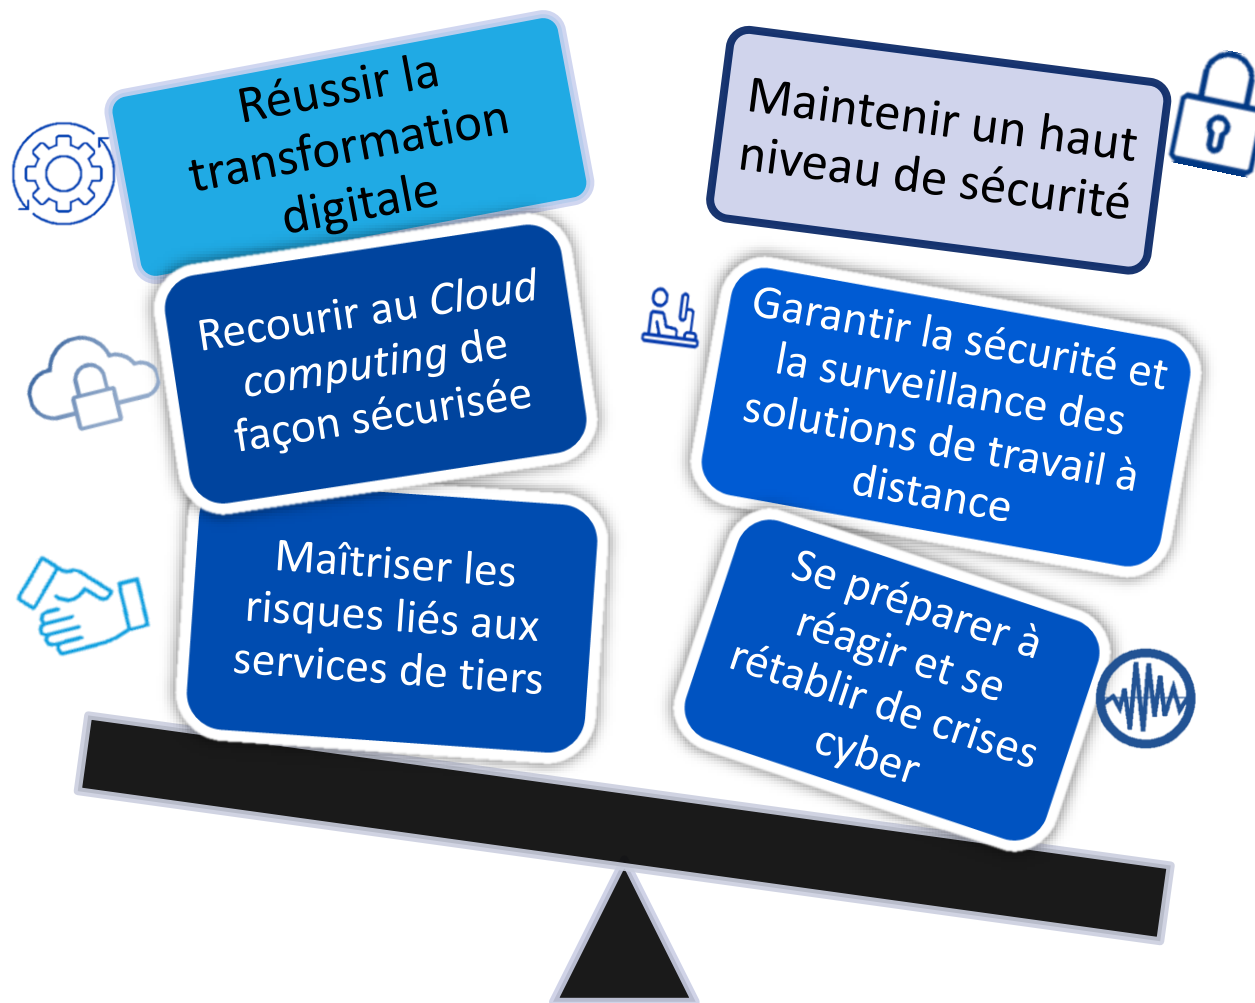 Réussir la
transformation
digitale
Recourir au Cloud
computing de
façon sécurisée
Maîtriser les
risques liés aux
services de tiers
Maintenir un haut
niveau de sécurité
Garantir la sécurité et
la surveillance des
solutions de travail à
distance
Se préparer à
réagir et se
rétablir de crises
cyber